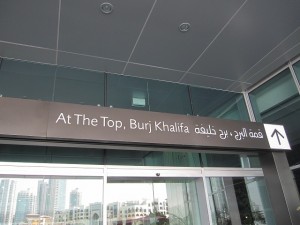 At The Top, Burj Khalifa قمة البرج، برج خليفة